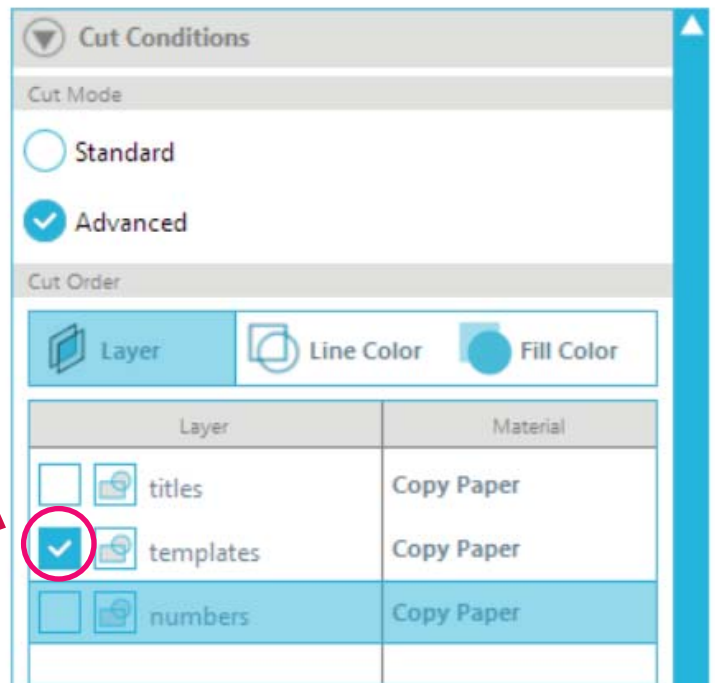 Cut Conditions
Cut Mode
Standard
Advanced
Cut Order
Layer Line Color Fill Color
Layer Material
titles Copy Paper
templates Copy Paper
numbers Copy Paper